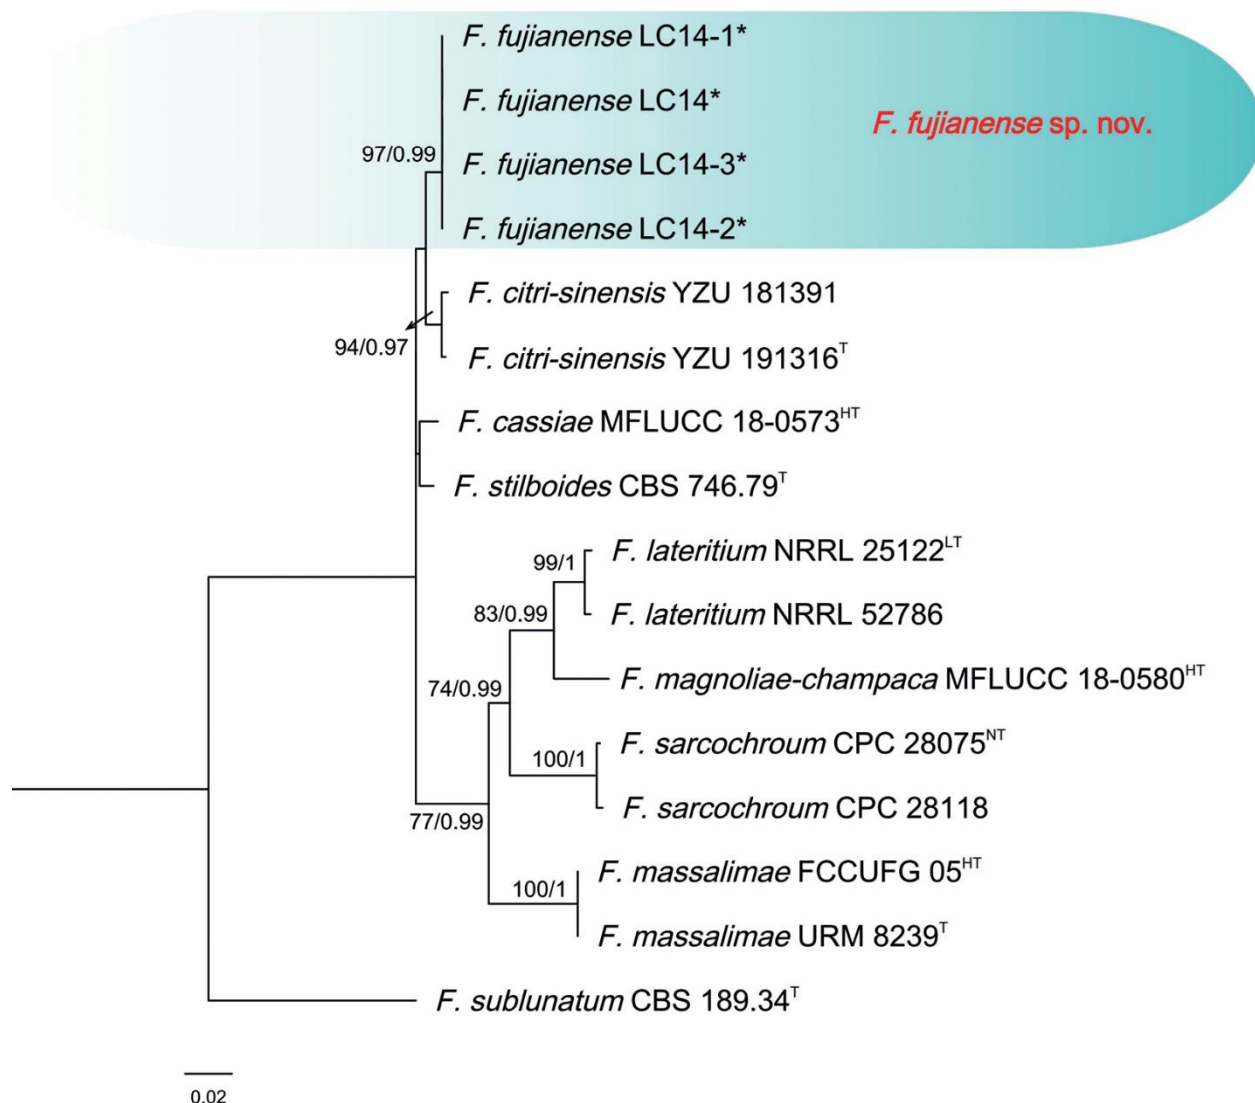 F. fujianense LC14-1*
F. fujianense LC14*
F. fujianense sp. nov.
97/0.99
F. fujianense LC14-3*
F. fujianense LC14-2*
F. citri-sinensis YZU 181391
94/0.97
F. citri-sinensis YZU 191316ᵀ
F. cassiae MFLUCC 18-0573ᴴᵀ
F. stilboides CBS 746.79ᵀ
F. lateritium NRRL 25122ᴸᵀ
99/1
F. lateritium NRRL 52786
83/0.99
F. magnoliae-champaca MFLUCC 18-0580ᴴᵀ
74/0.99
F. sarcochroum CPC 28075ᴺᵀ
100/1
F. sarcochroum CPC 28118
77/0.99
F. massalimae FCCUFG 05ᴴᵀ
100/1
F. massalimae URM 8239ᵀ
F. sublunatum CBS 189.34ᵀ
0.02